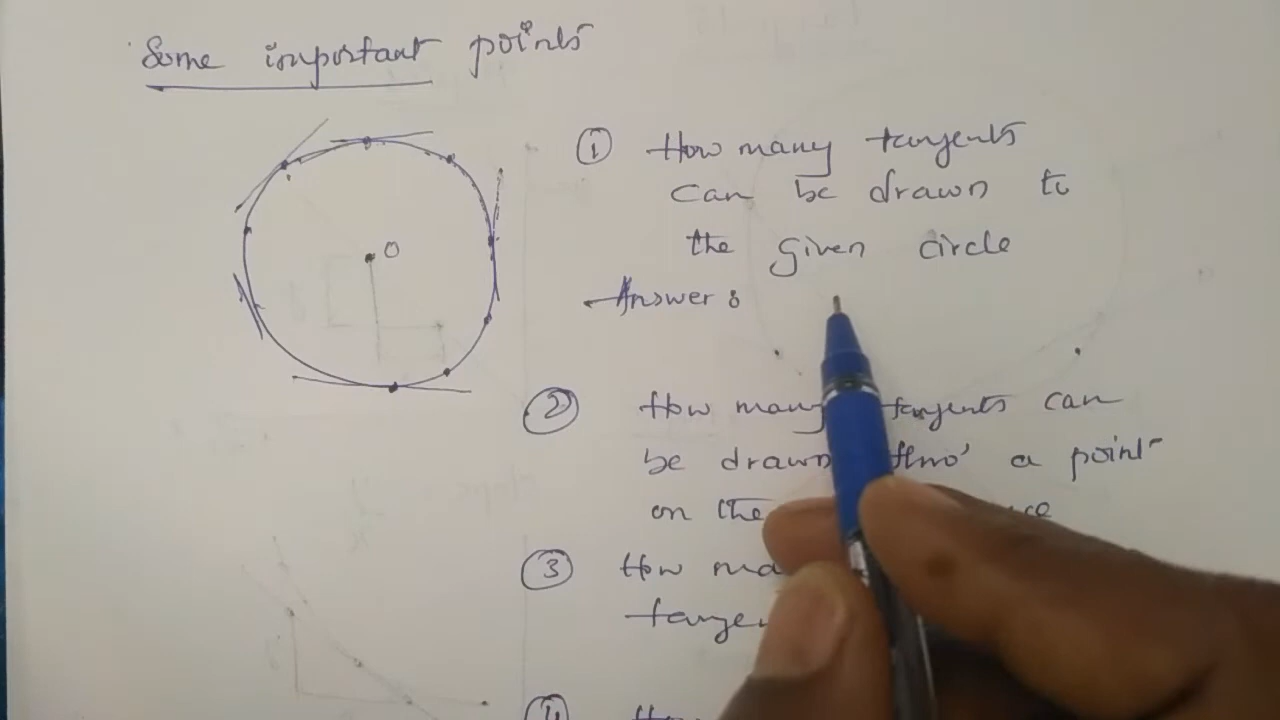 Some important points
O
① How many tangents
can be drawn to
the given circle
Answer :
② How many tangents can
be drawn thro' a point
on the
③ How
④